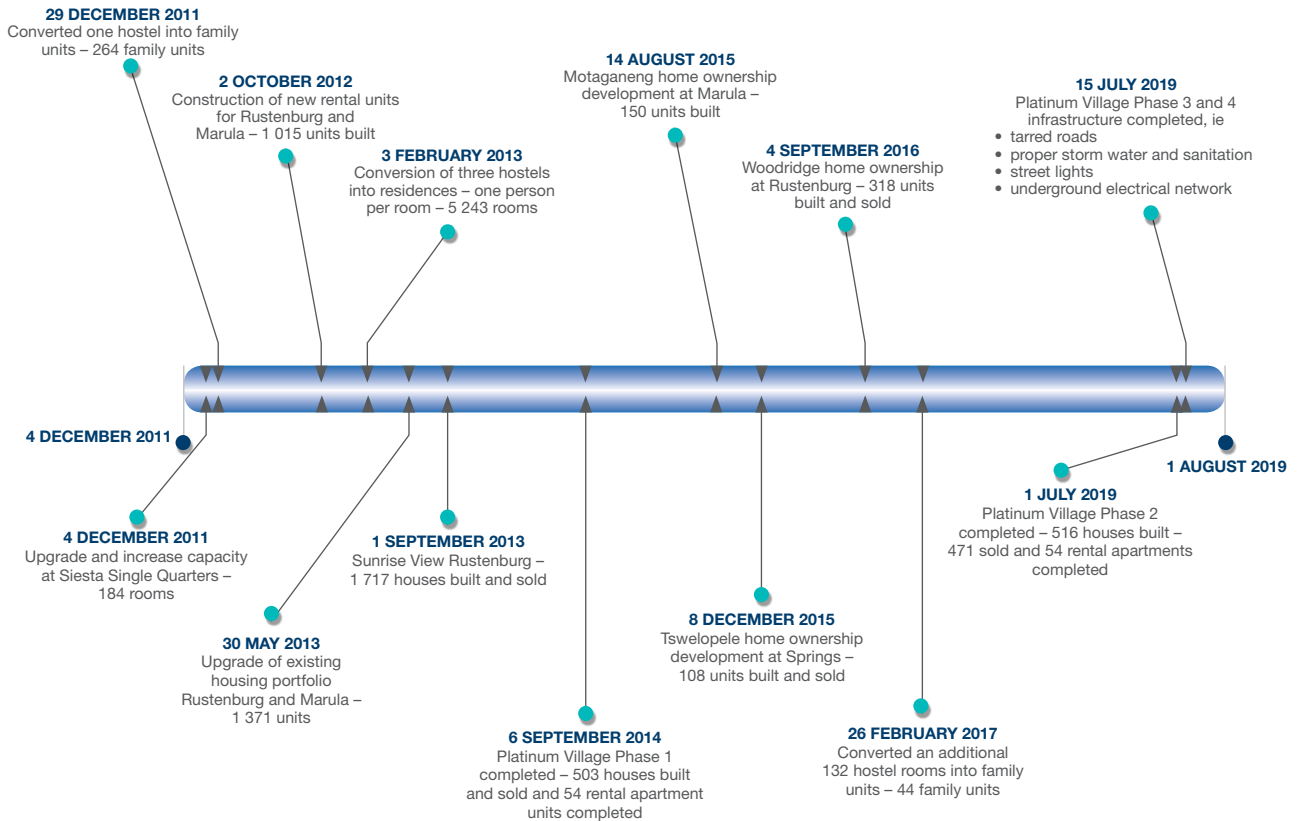 29 DECEMBER 2011
Converted one hostel into family
units – 264 family units
2 OCTOBER 2012
Construction of new rental units
for Rustenburg and
Marula – 1 015 units built
3 FEBRUARY 2013
Conversion of three hostels
into residences – one person
per room – 5 243 rooms
14 AUGUST 2015
Motaganeng home ownership
development at Marula –
150 units built
4 SEPTEMBER 2016
Woodridge home ownership
at Rustenburg – 318 units
built and sold
15 JULY 2019
Platinum Village Phase 3 and 4
infrastructure completed, ie
• tarred roads
• proper storm water and sanitation
• street lights
• underground electrical network
4 DECEMBER 2011
1 AUGUST 2019
4 DECEMBER 2011
Upgrade and increase capacity
at Siesta Single Quarters –
184 rooms
30 MAY 2013
Upgrade of existing
housing portfolio
Rustenburg and Marula –
1 371 units
1 SEPTEMBER 2013
Sunrise View Rustenburg –
1 717 houses built and sold
6 SEPTEMBER 2014
Platinum Village Phase 1
completed – 503 houses built
and sold and 54 rental apartment
units completed
8 DECEMBER 2015
Tswelopele home ownership
development at Springs –
108 units built and sold
26 FEBRUARY 2017
Converted an additional
132 hostel rooms into family
units – 44 family units
1 JULY 2019
Platinum Village Phase 2
completed – 516 houses built –
471 sold and 54 rental apartments
completed